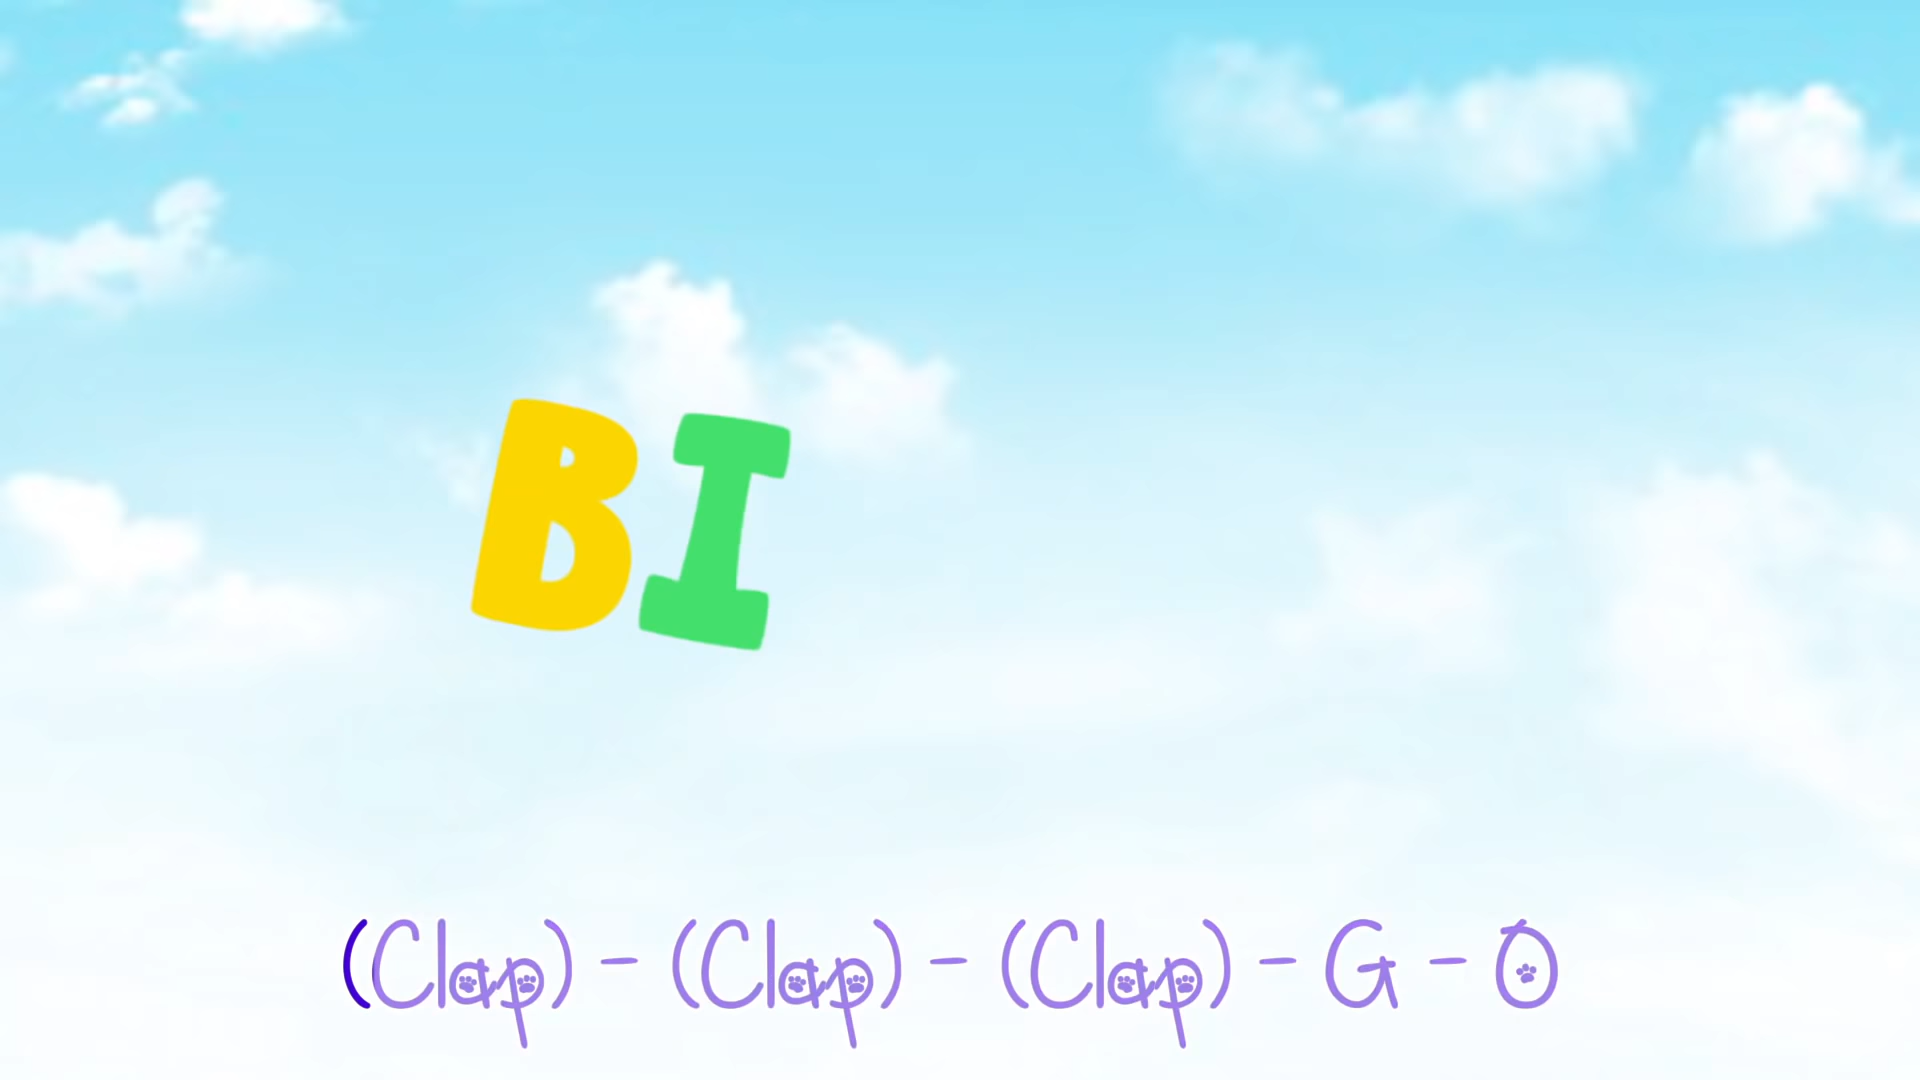 BI
(Clap) - (Clap) - (Clap) - G - O